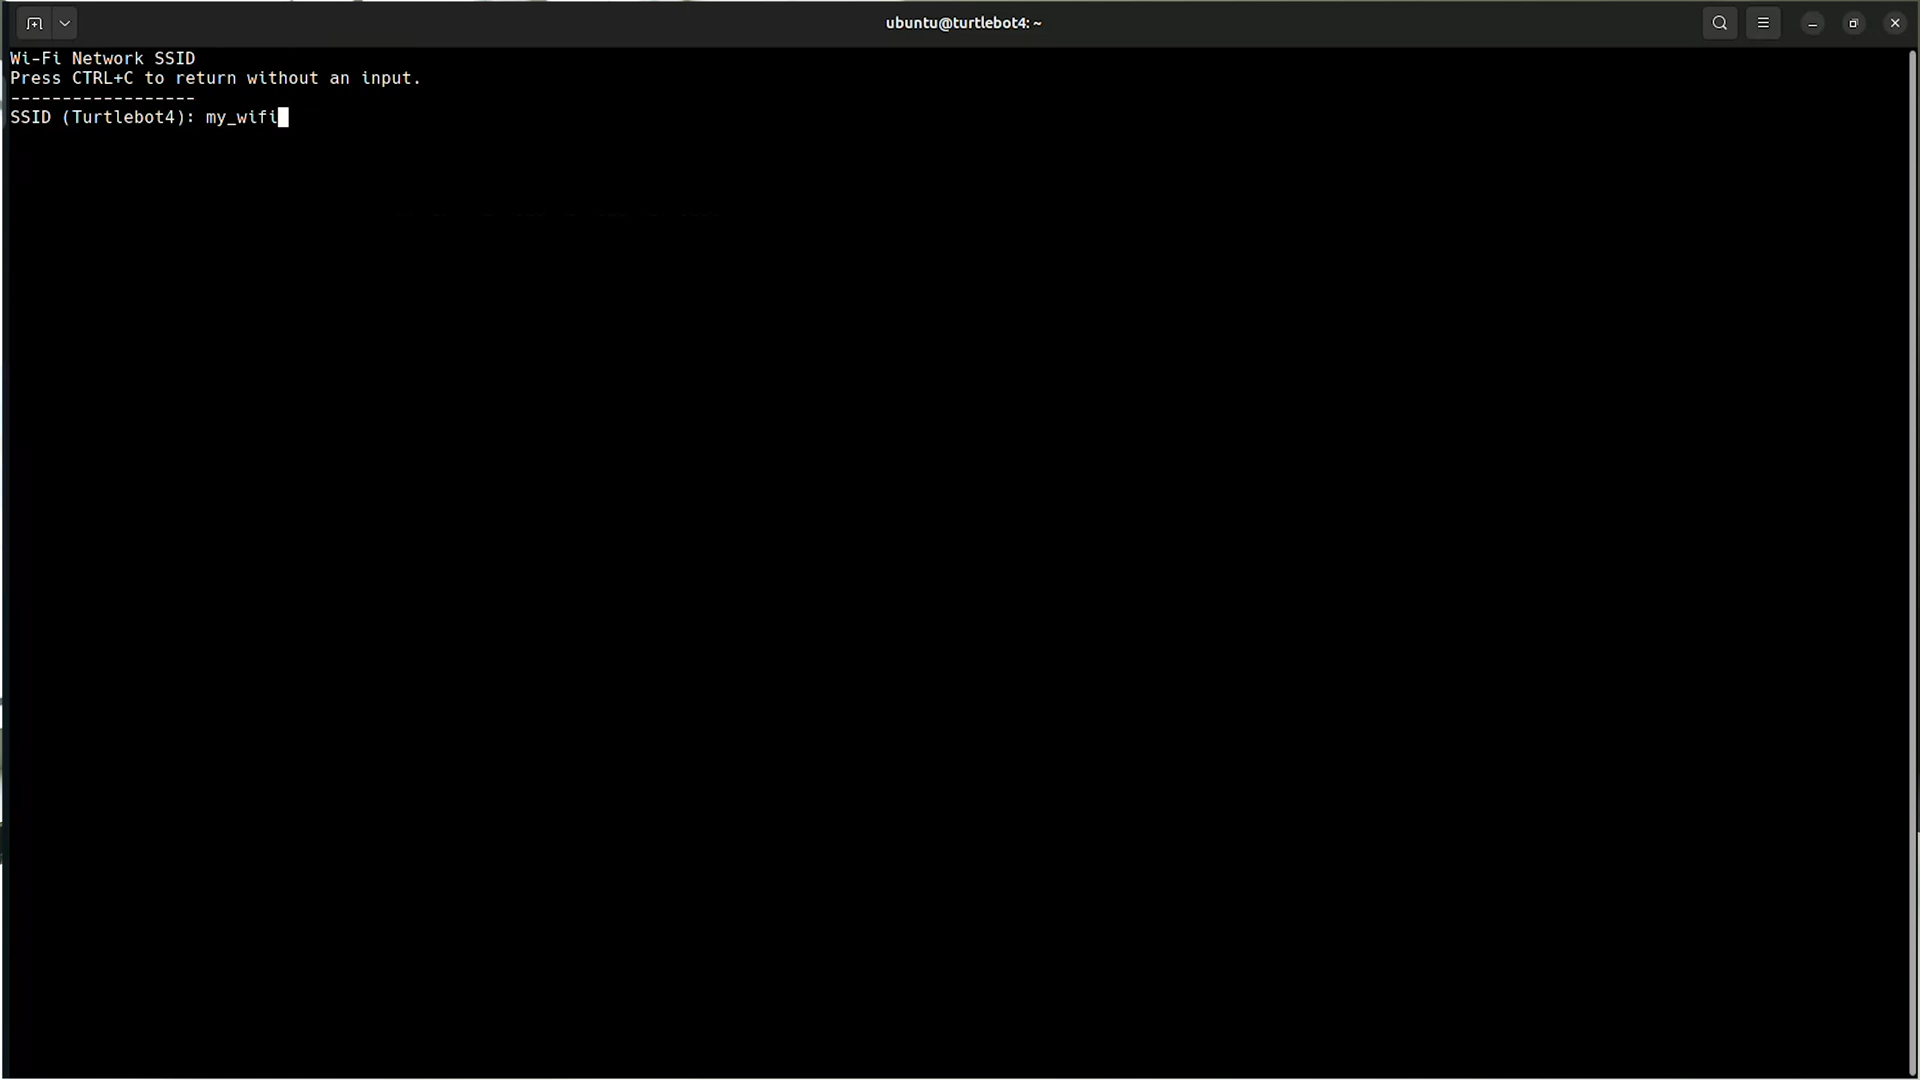 ubuntu@turtlebot4: ~
Wi-Fi Network SSID
Press CTRL+C to return without an input.
------------------
SSID (Turtlebot4): my_wifi